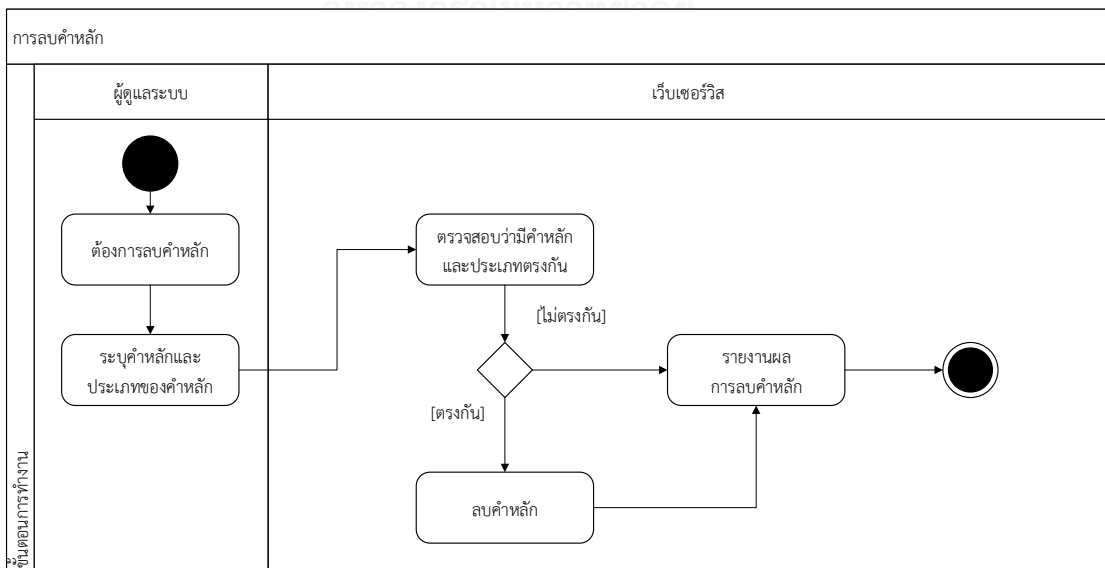 การลบคำหลัก
ผู้ดูแลระบบ
เว็บเซอร์วิส
ต้องการลบคำหลัก
ระบุคำหลักและ
ประเภทของคำหลัก
ตรวจสอบว่ามีคำหลัก
และประเภทตรงกัน
[ไม่ตรงกัน]
[ตรงกัน]
รายงานผล
การลบคำหลัก
ลบคำหลัก
ขั้นตอนการทำงาน